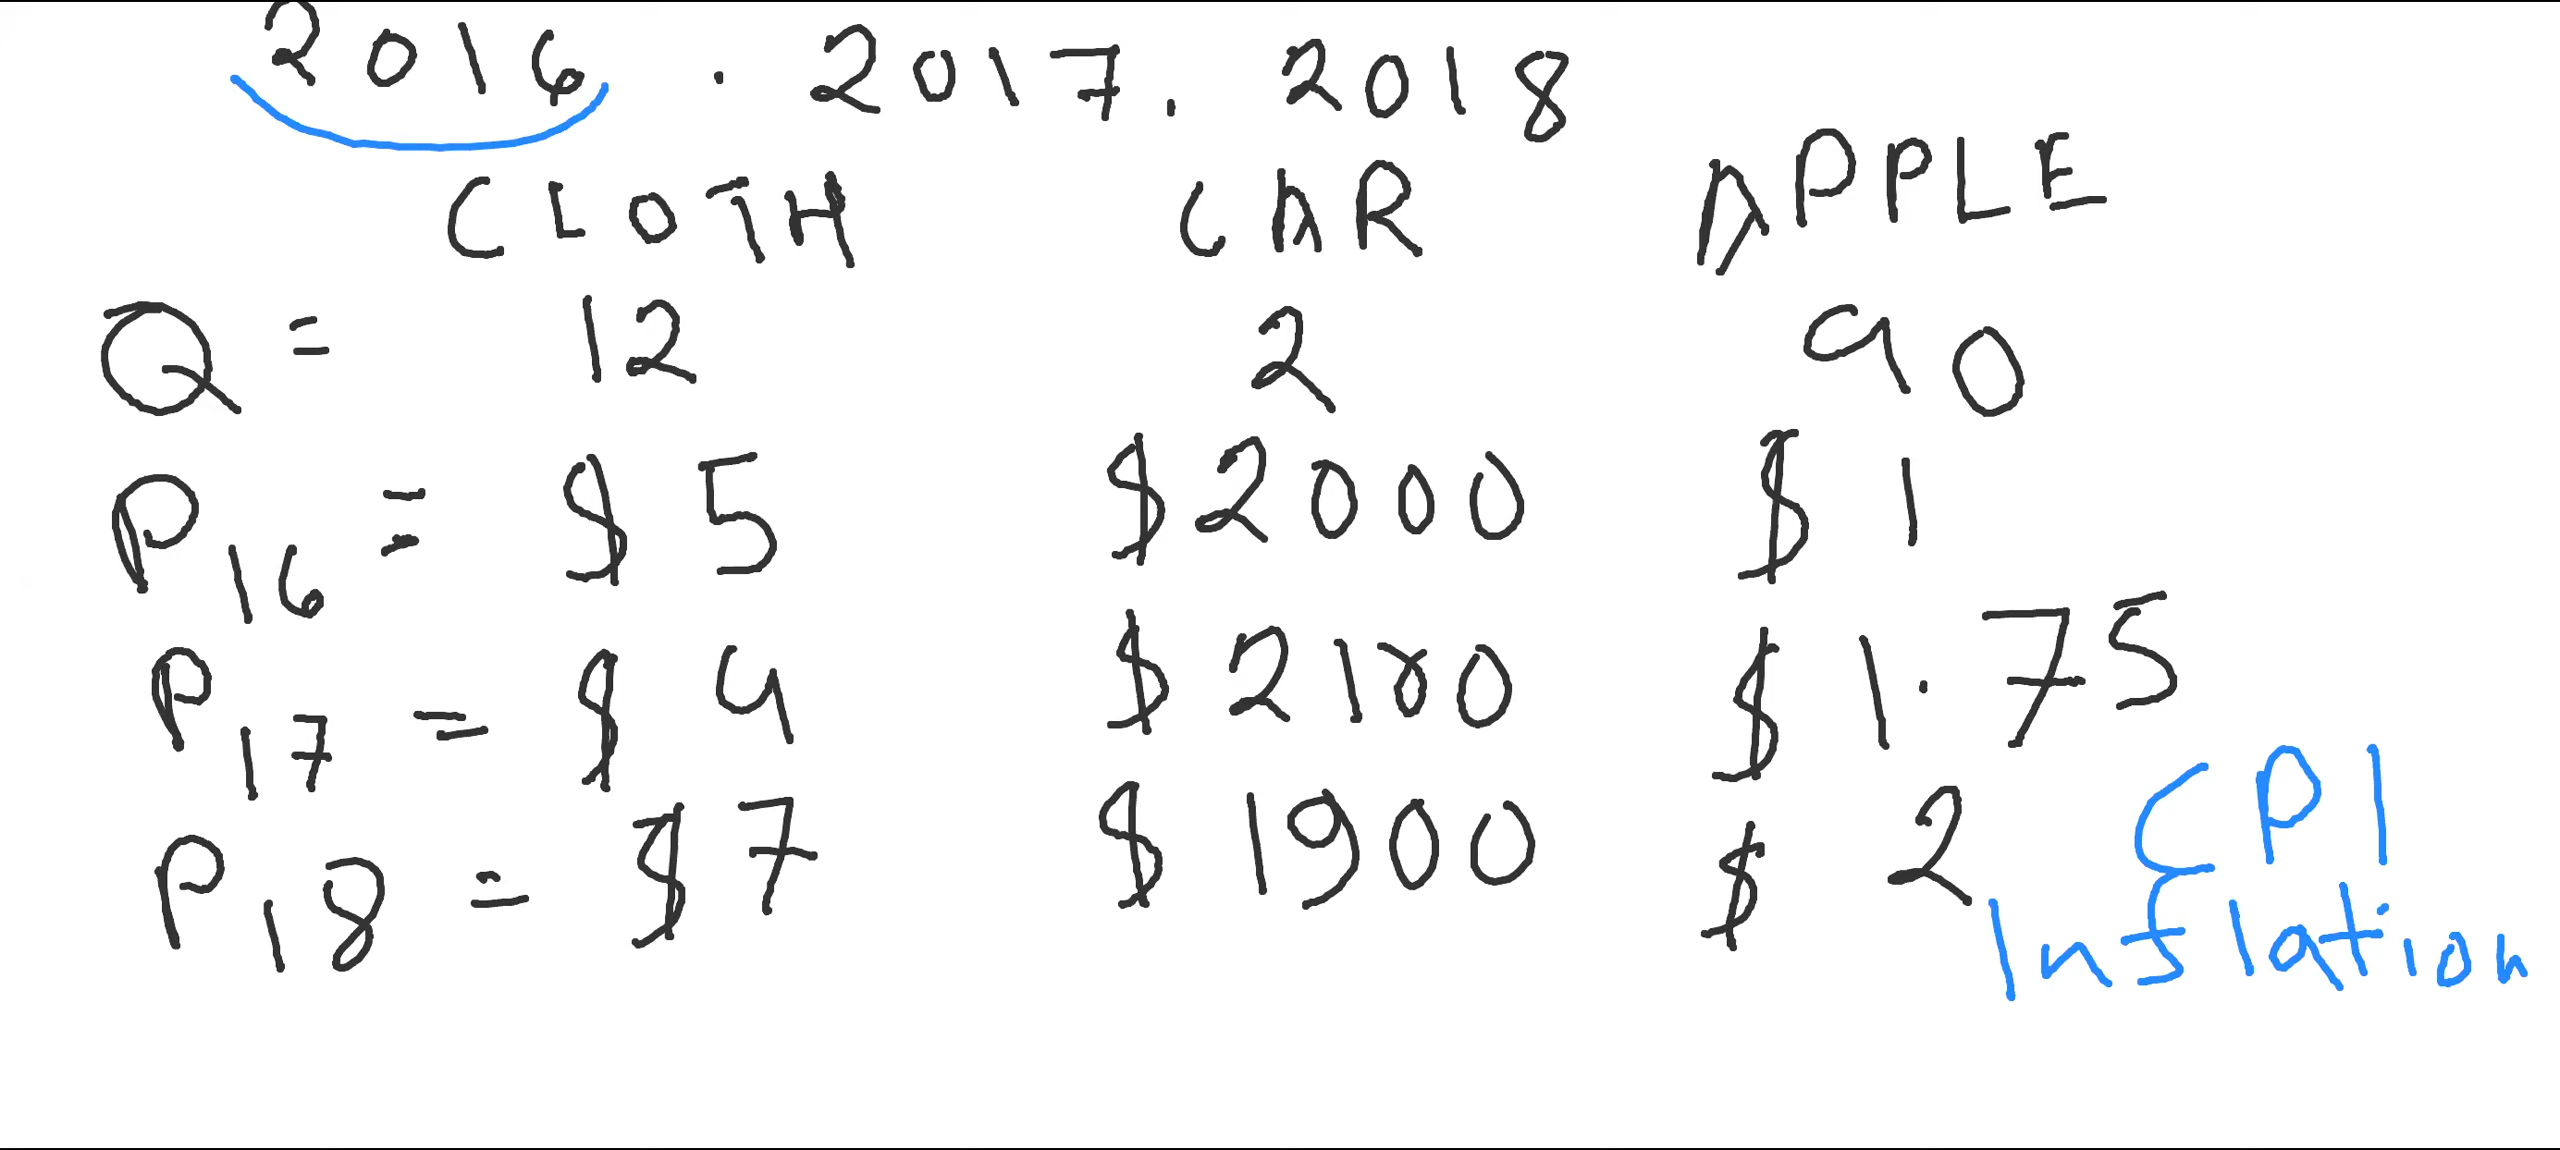 2016 . 2017. 2018
CLOTH CAR APPLE
Q = 12 2 90
P16 = $5 $2000 $1
P17 = $4 $2100 $1.75
P18 = $7 $1900 $2
CPI
Inflation